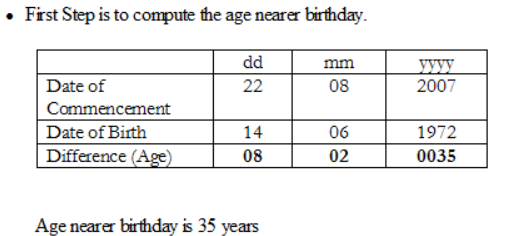 • First Step is to compute the age nearer birthday.
dd mm yyyy
Date of Commencement 22 08 2007
Date of Birth 14 06 1972
Difference (Age) 08 02 0035
Age nearer birthday is 35 years